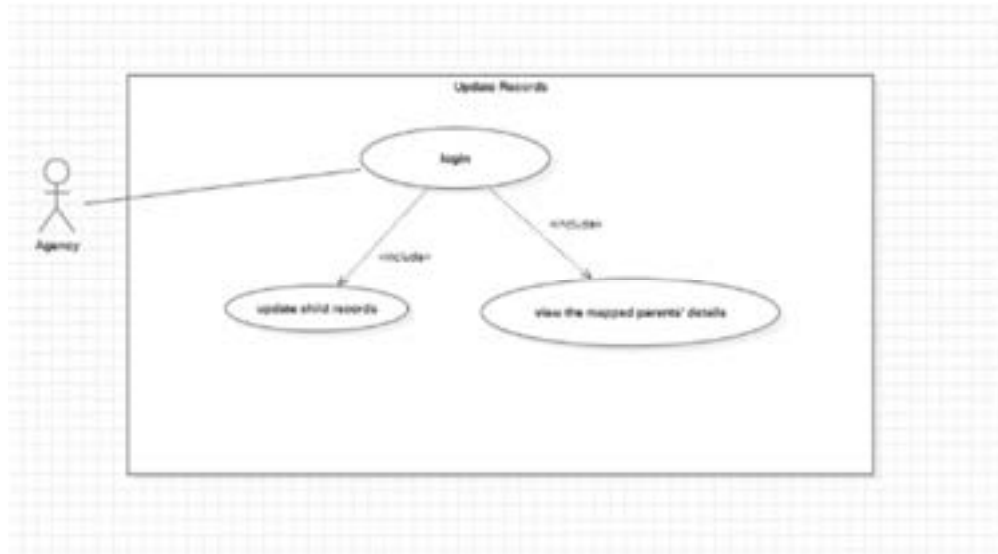 Update Records
login
Agency
<include>
<include>
update child records
view the mapped parents' details